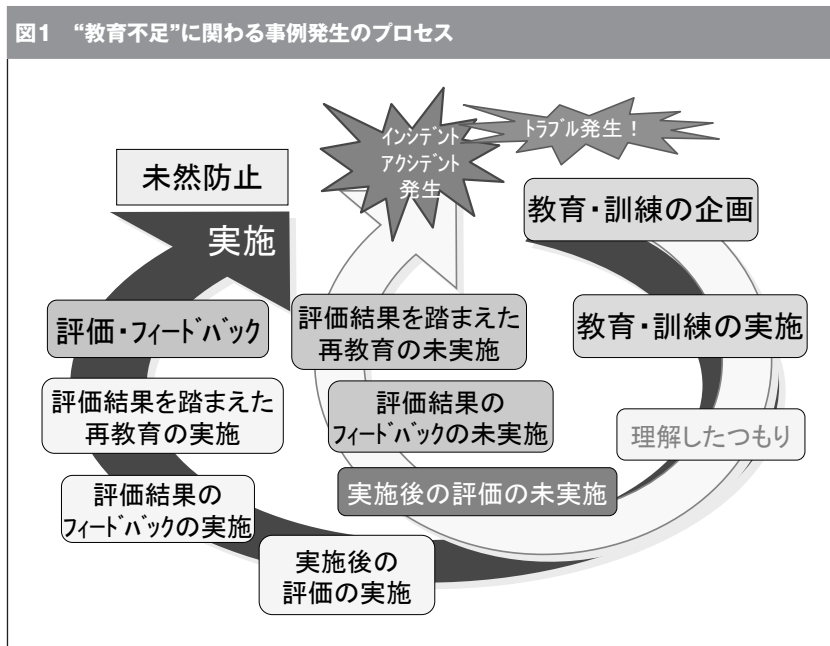 図1 “教育不足”に関わる事例発生のプロセス
インシデント
アクシデント
発生
トラブル発生！
未然防止
実施
教育・訓練の企画
評価・フィードバック
評価結果を踏まえた
再教育の未実施
教育・訓練の実施
評価結果を踏まえた
再教育の実施
評価結果の
フィードバックの未実施
理解したつもり
評価結果の
フィードバックの実施
実施後の評価の未実施
実施後の
評価の実施